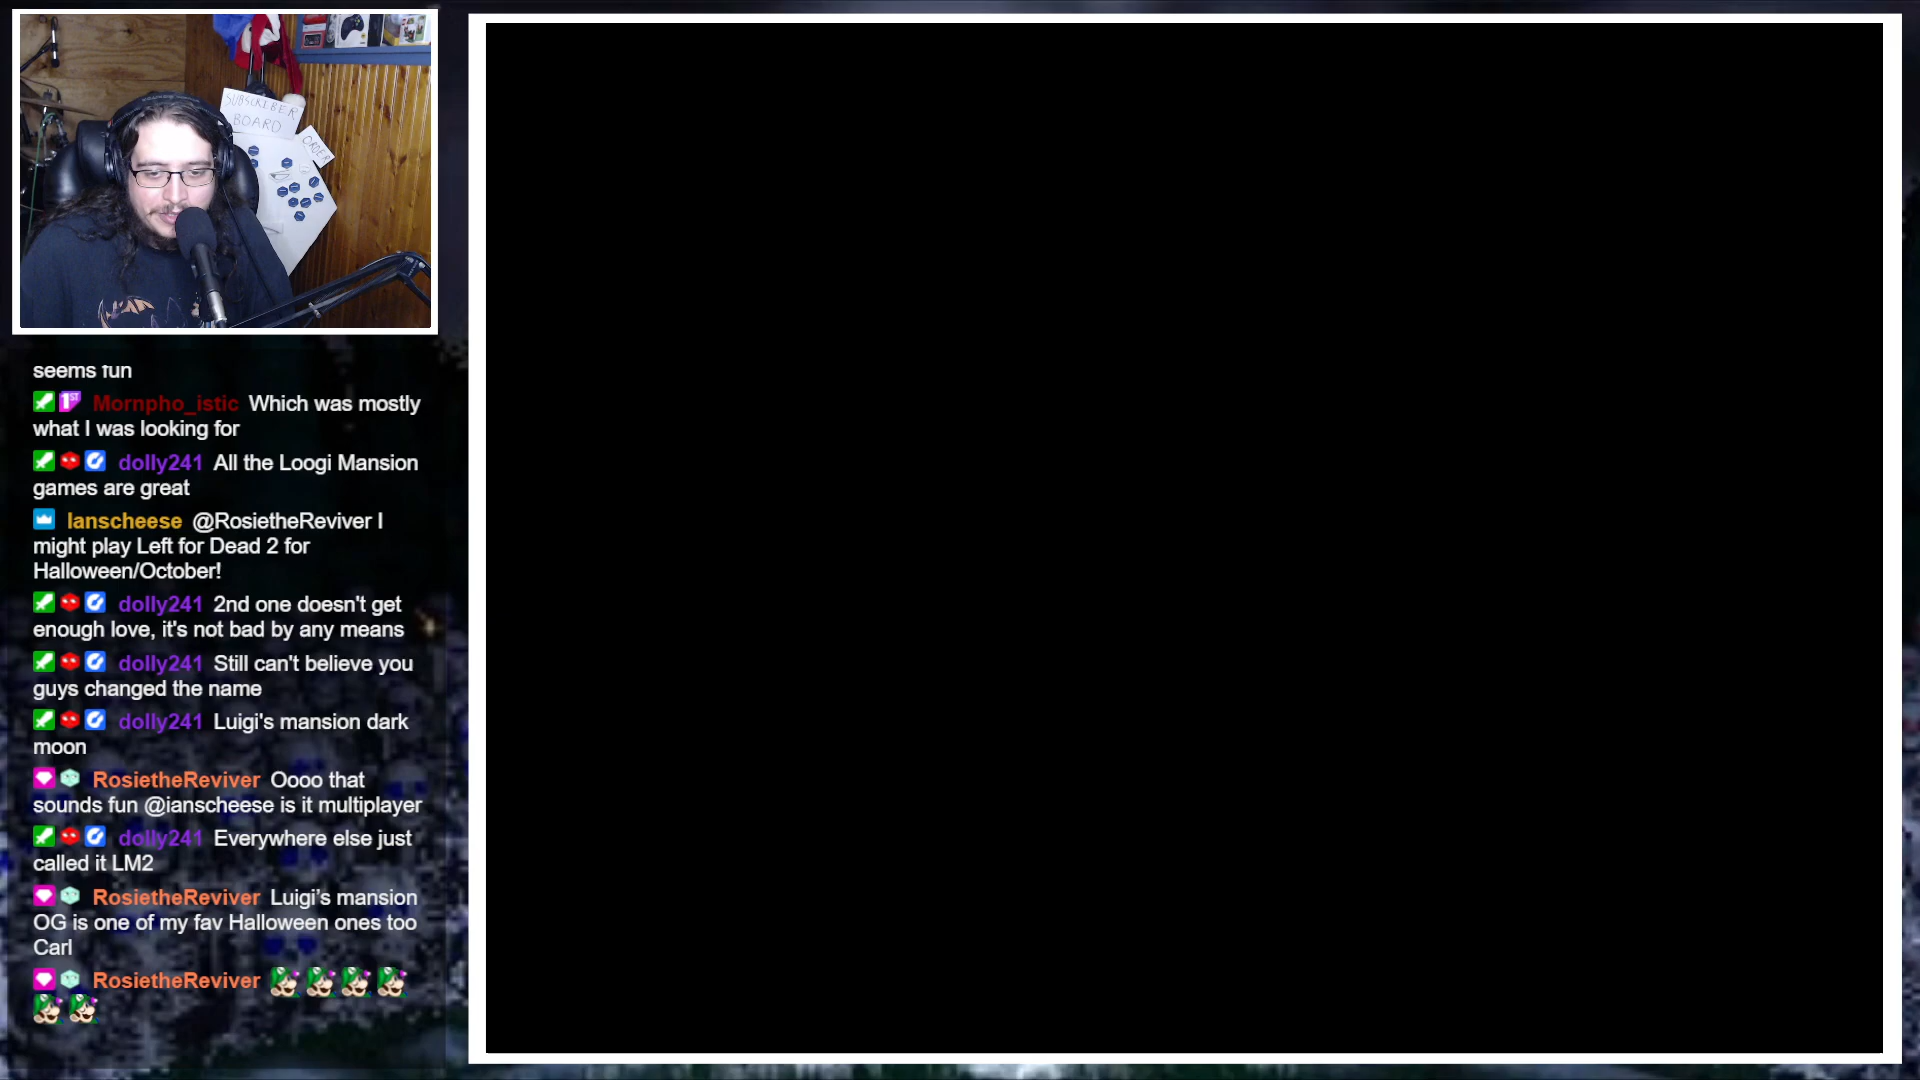 SUBSCRIBER
BOARD
ORDER
seems fun
Mornpho_istic Which was mostly
what I was looking for
dolly241 All the Loogi Mansion
games are great
Ianscheese @RosietheReviver I
might play Left for Dead 2 for
Halloween/October!
dolly241 2nd one doesn't get
enough love, it's not bad by any means
dolly241 Still can't believe you
guys changed the name
dolly241 Luigi's mansion dark
moon
RosietheReviver Oooo that
sounds fun @ianscheese is it multiplayer
dolly241 Everywhere else just
called it LM2
RosietheReviver Luigi’s mansion
OG is one of my fav Halloween ones too
Carl
RosietheReviver